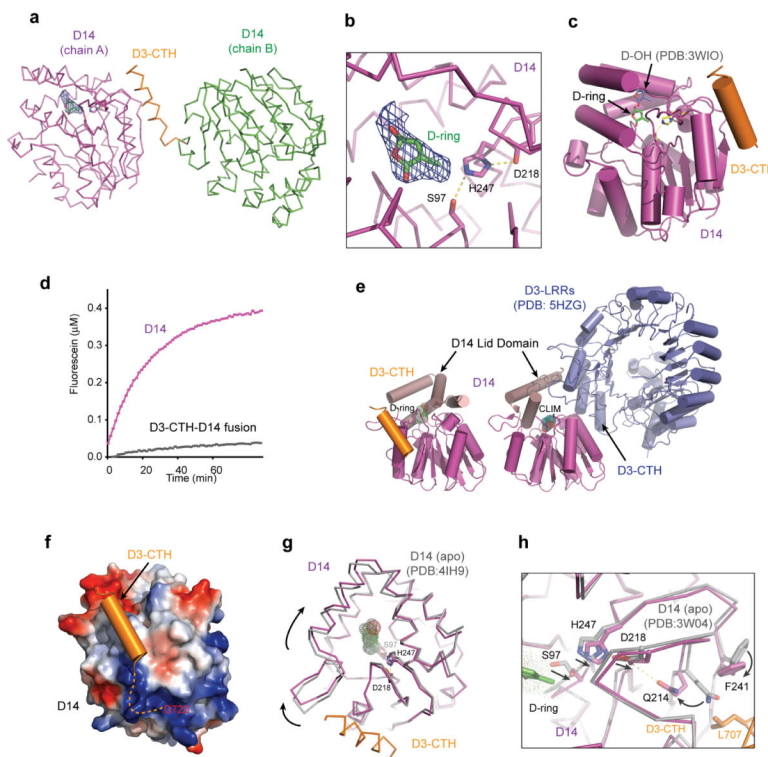 a
D14
(chain A)
D3-CTH
D14
(chain B)
b
D14
D-ring
D218
H247
S97
c
D-OH (PDB:3WIO)
D-ring
D3-CTH
D14
d
Fluorescein (µM)
0.4
0.3
0.2
0.1
0.0
D14
D3-CTH-D14 fusion
20 40 60
Time (min)
e
D3-LRRs
(PDB: 5HZG)
D14 Lid Domain
D3-CTH
D14
D-ring
CLIM
D3-CTH
f
D3-CTH
D14
D720
g
D14
D14 (apo)
(PDB:4IH9)
S97
H247
D218
D3-CTH
h
D14 (apo)
(PDB:3W04)
H247
D218
S97
F241
Q214
D-ring
D14
D3-CTH
L707